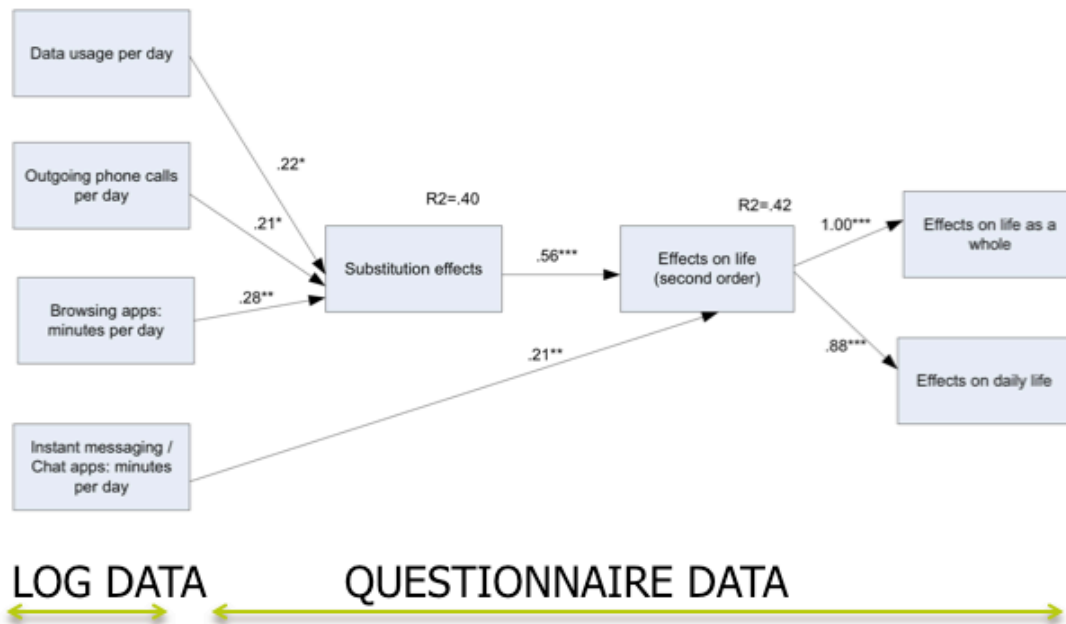 Data usage per day
.22*
Outgoing phone calls
per day
.21*
R2=.40
R2=.42
Substitution effects
.56***
Effects on life
(second order)
1.00***
Effects on life as a
whole
Browsing apps:
minutes per day
.28**
.21**
.88***
Effects on daily life
Instant messaging /
Chat apps: minutes
per day
LOG DATA
QUESTIONNAIRE DATA